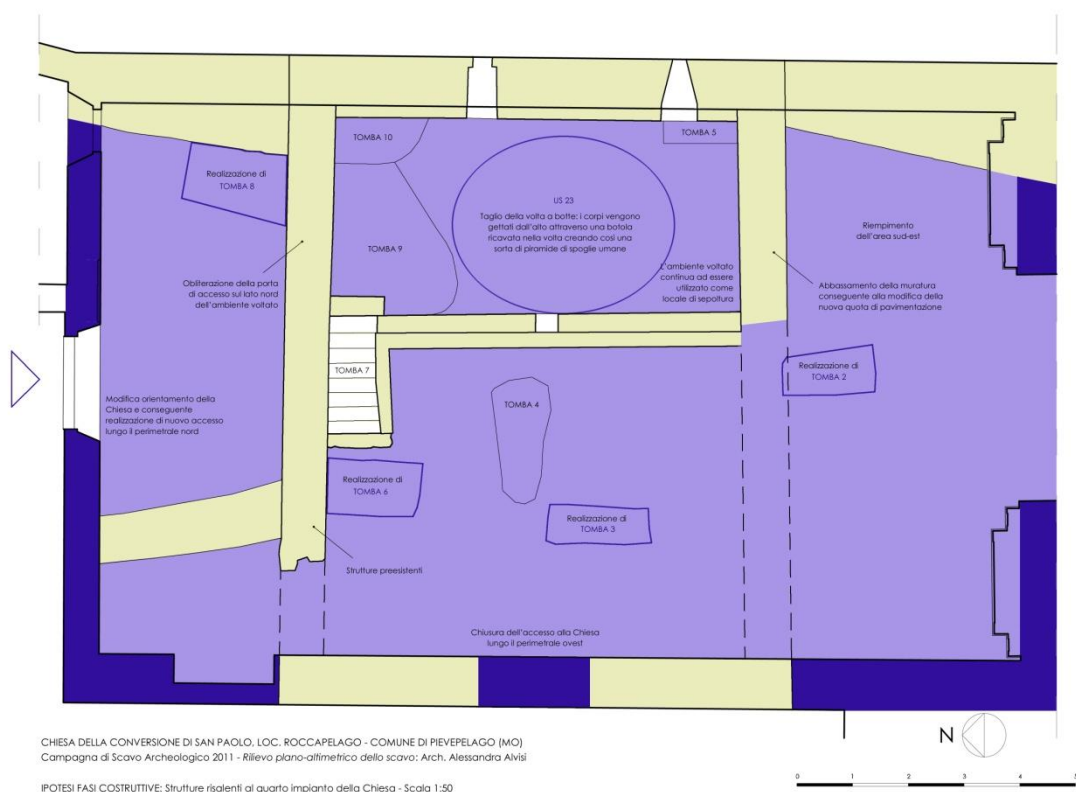 TOMBA 10
TOMBA 5
Realizzazione di
TOMBA 8
US 23
Taglio della volta a botte: i corpi vengono
gettati dall'alto attraverso una botola
ricavata nella volta creando così una
sorta di piramide di spoglie umane
Riempimento
dell'area sud-est
TOMBA 9
L'ambiente voltato
continua ad essere
utilizzato come
locale di sepoltura
Obliterazione della porta
di accesso sul lato nord
dell'ambiente voltato
Abbassamento della muratura
conseguente alla modifica della
nuova quota di pavimentazione
TOMBA 7
Realizzazione di
TOMBA 2
Modifica orientamento della
Chiesa e conseguente
realizzazione di nuovo accesso
lungo il perimetrale nord
TOMBA 4
Realizzazione di
TOMBA 6
Realizzazione di
TOMBA 3
Strutture preesistenti
Chiusura dell'accesso alla Chiesa
lungo il perimetrale ovest
N
CHIESA DELLA CONVERSIONE DI SAN PAOLO, LOC. ROCCAPELAGO - COMUNE DI PIEVEPELAGO (MO)
Campagna di Scavo Archeologico 2011 - Rilievo plano-altimetrico dello scavo: Arch. Alessandra Alvisi
IPOTESI FASI COSTRUTTIVE: Strutture risalenti al quarto impianto della Chiesa - Scala 1:50
0 1 2 3 4 5